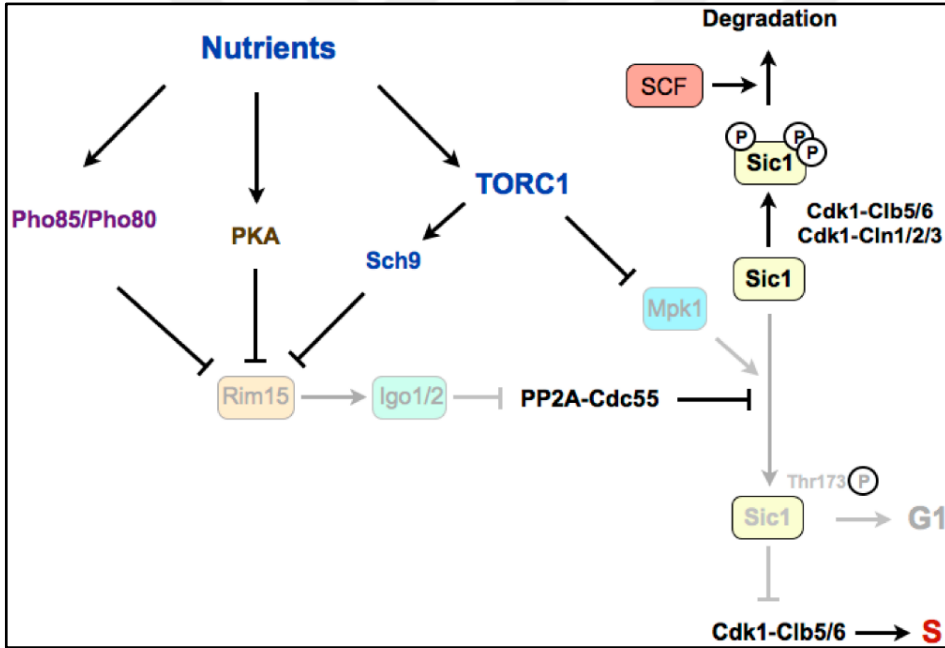 Degradation
Nutrients
SCF
P
P
P
Sic1
TORC1
Pho85/Pho80
Cdk1-Clb5/6
Cdk1-Cln1/2/3
PKA
Sch9
Sic1
Mpk1
Rim15
Igo1/2
PP2A-Cdc55
Thr173 P
Sic1
G1
Cdk1-Clb5/6
S